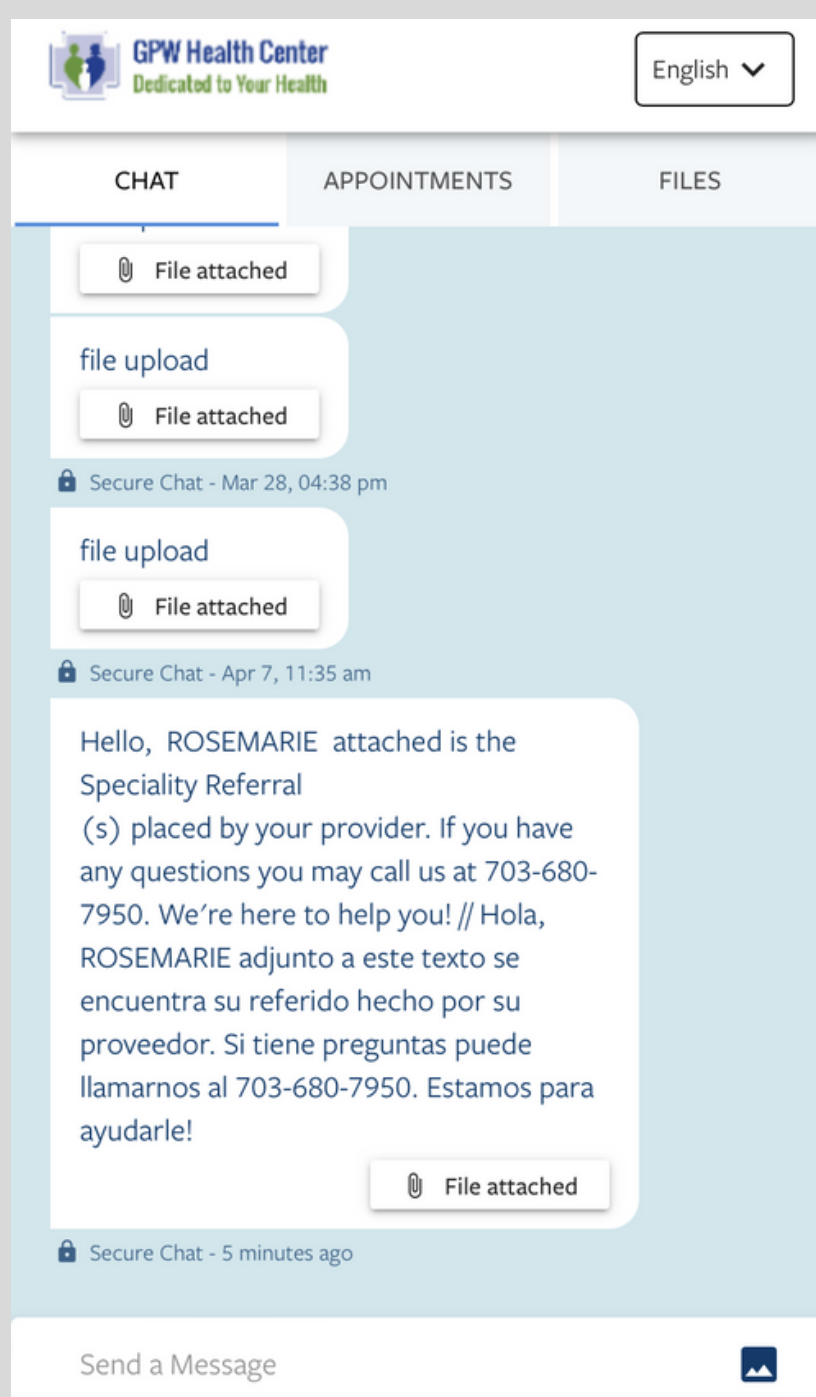 GPW Health Center
Dedicated to Your Health
English
CHAT
APPOINTMENTS
FILES
File attached
file upload
File attached
Secure Chat - Mar 28, 04:38 pm
file upload
File attached
Secure Chat - Apr 7, 11:35 am
Hello,  ROSEMARIE  attached is the
Speciality Referral
(s) placed by your provider. If you have
any questions you may call us at 703-680-
7950. We're here to help you! // Hola,
ROSEMARIE adjunto a este texto se
encuentra su referido hecho por su
proveedor. Si tiene preguntas puede
llamarnos al 703-680-7950. Estamos para
ayudarle!
File attached
Secure Chat - 5 minutes ago
Send a Message